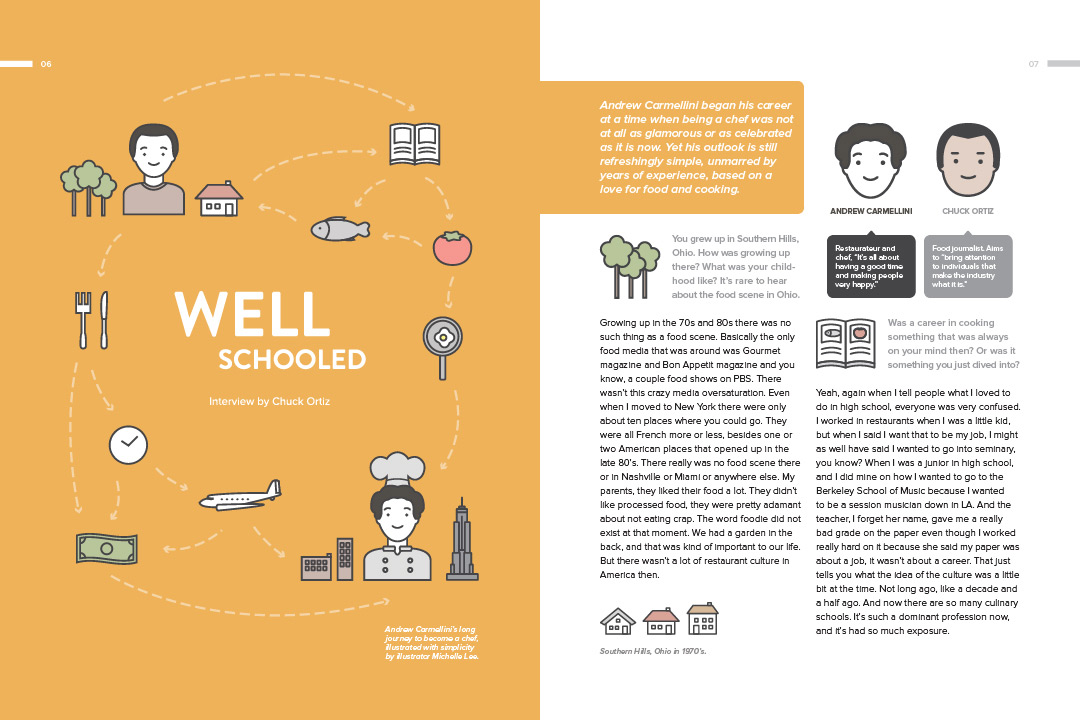 06
WELL
SCHOOLED
Interview by Chuck Ortiz
Andrew Carmellini's long
journey to become a chef,
illustrated with simplicity
by illustrator Michelle Lee.
07
Andrew Carmellini began his career
at a time when being a chef was not
at all as glamorous or as celebrated
as it is now. Yet his outlook is still
refreshingly simple, unmarred by
years of experience, based on a
love for food and cooking.
ANDREW CARMELLINI
CHUCK ORTIZ
Restaurateur and
chef, "It's all about
having a good time
and making people
very happy."
Food journalist. Aims
to "bring attention
to individuals that
make the industry
what it is."
You grew up in Southern Hills,
Ohio. How was growing up
there? What was your child-
hood like? It's rare to hear
about the food scene in Ohio.
Growing up in the 70s and 80s there was no
such thing as a food scene. Basically the only
food media that was around was Gourmet
magazine and Bon Appetit magazine and you
know, a couple food shows on PBS. There
wasn't this crazy media oversaturation. Even
when I moved to New York there were only
about ten places where you could go. They
were all French more or less, besides one or
two American places that opened up in the
late 80's. There really was no food scene there
or in Nashville or Miami or anywhere else. My
parents, they liked their food a lot. They didn't
like processed food, they were pretty adamant
about not eating crap. The word foodie did not
exist at that moment. We had a garden in the
back, and that was kind of important to our life.
But there wasn't a lot of restaurant culture in
America then.
Southern Hills, Ohio in 1970's.
Was a career in cooking
something that was always
on your mind then? Or was it
something you just dived into?
Yeah, again when I tell people what I loved to
do in high school, everyone was very confused.
I worked in restaurants when I was a little kid,
but when I said I want that to be my job, I might
as well have said I wanted to go into seminary,
you know? When I was a junior in high school,
and I did mine on how I wanted to go to the
Berkeley School of Music because I wanted
to be a session musician down in LA. And the
teacher, I forget her name, gave me a really
bad grade on the paper even though I worked
really hard on it because she said my paper was
about a job, it wasn't about a career. That just
tells you what the idea of the culture was a little
bit at the time. Not long ago, like a decade and
a half ago. And now there are so many culinary
schools. It's such a dominant profession now,
and it's had so much exposure.